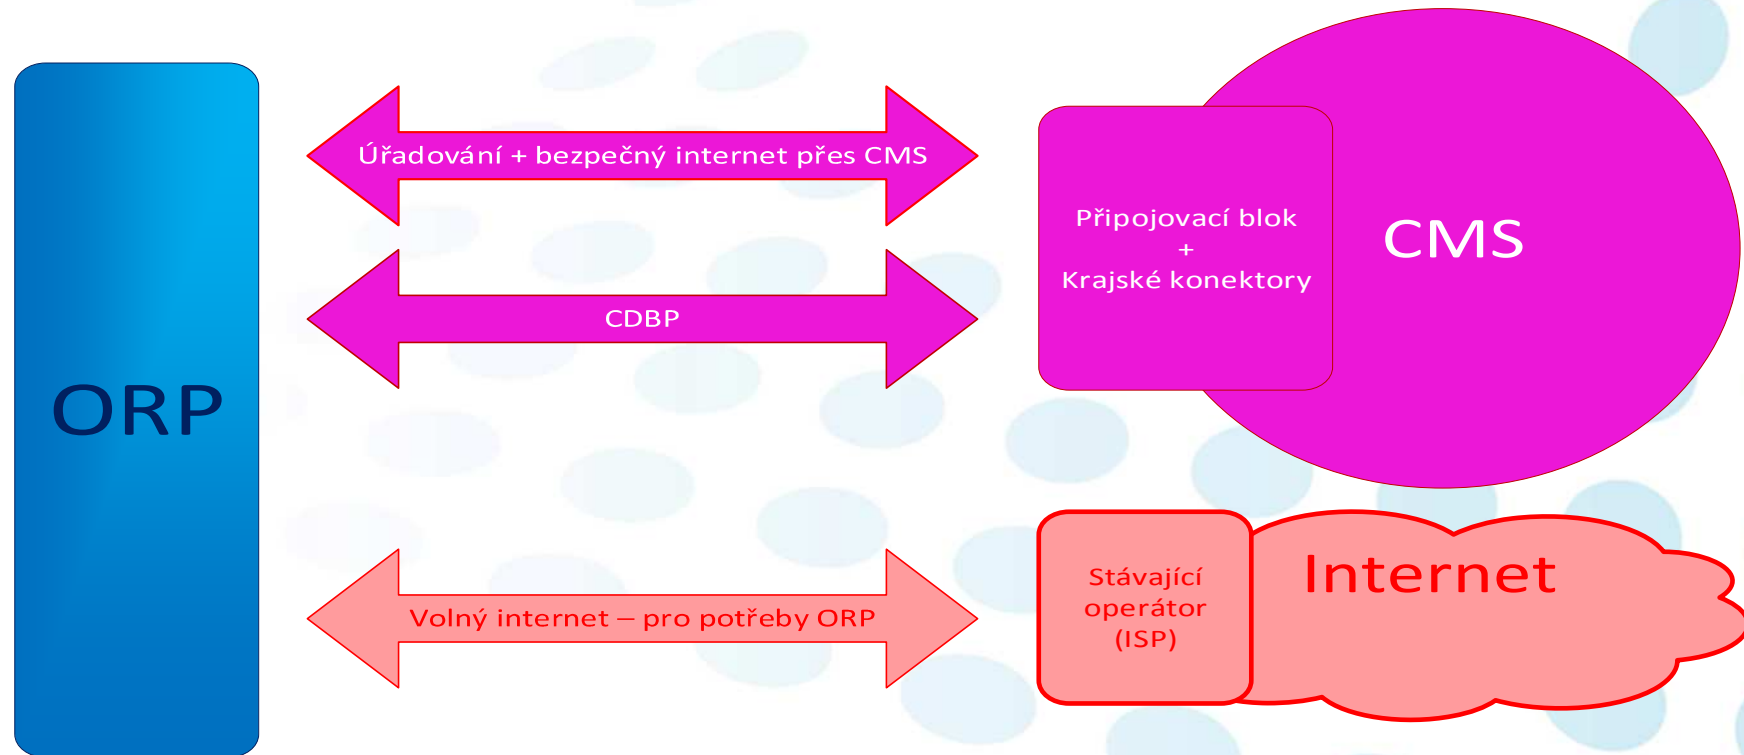 ORP
Úřadování + bezpečný internet přes CMS
CDBP
Volný internet – pro potřeby ORP
Připojovací blok
+
Krajské konektory
CMS
Stávající
operátor
(ISP)
Internet